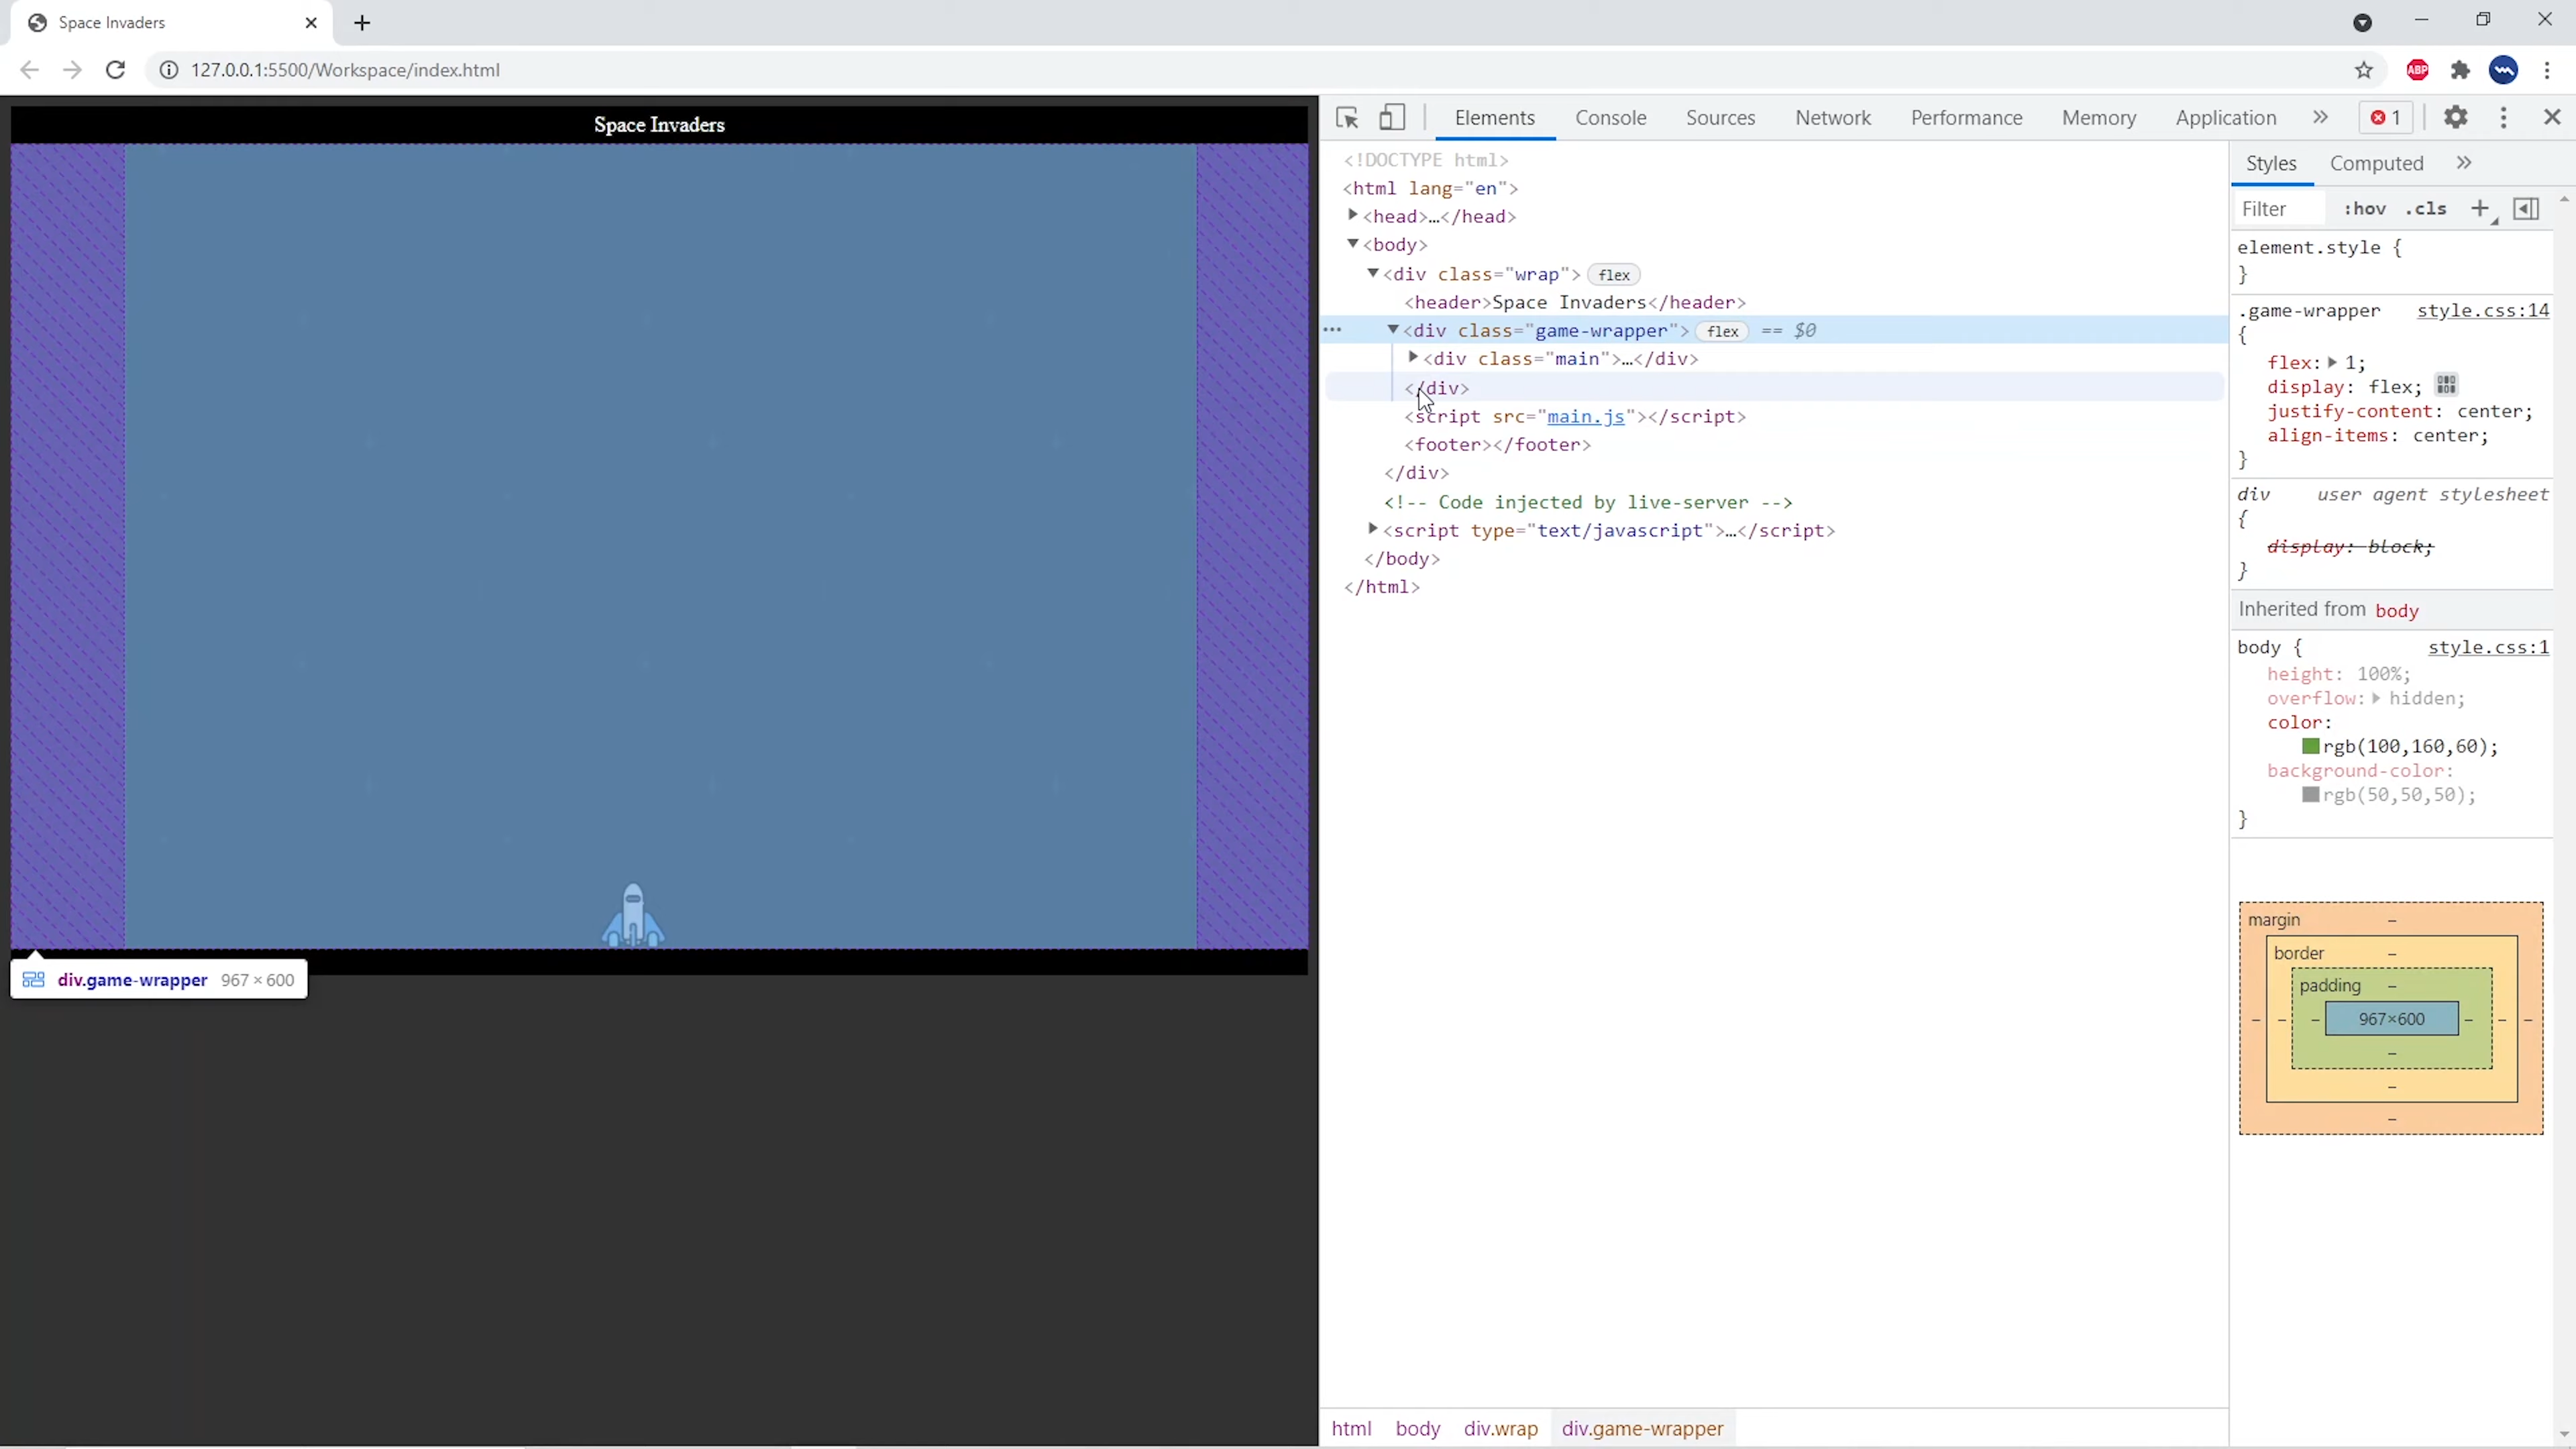 Space Invaders
127.0.0.1:5500/Workspace/index.html
ABP
Space Invaders
div.game-wrapper 967 × 600
Elements Console Sources Network Performance Memory Application » 1
<!DOCTYPE html>
<html lang="en">
<head>…</head>
<body>
<div class="wrap"> flex
<header>Space Invaders</header>
<div class="game-wrapper"> flex == $0
<div class="main">…</div>
</div>
<script src="main.js"></script>
<footer></footer>
</div>
<!-- Code injected by live-server -->
<script type="text/javascript">…</script>
</body>
</html>
html body div.wrap div.game-wrapper
Styles Computed »
Filter :hov .cls +
element.style {
}
.game-wrapper style.css:14
{
flex: 1;
display: flex;
justify-content: center;
align-items: center;
}
div user agent stylesheet
{
display: block;
}
Inherited from body
body { style.css:1
height: 100%;
overflow: hidden;
color:
rgb(100,160,60);
background-color:
rgb(50,50,50);
}
margin –
border –
padding –
– – – 967×600 – – –
–
–
–